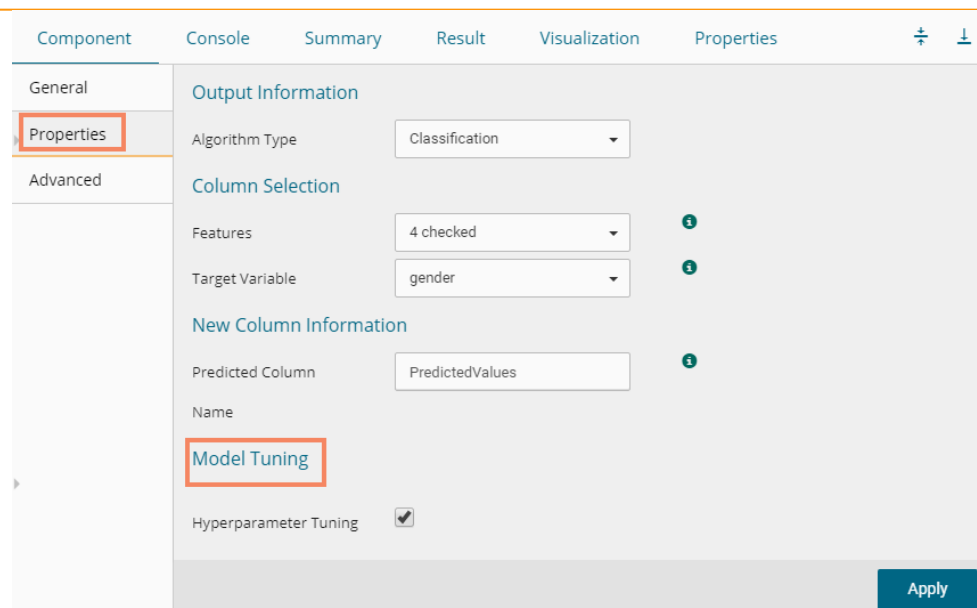 Component Console Summary Result Visualization Properties
General
Properties
Advanced
Output Information
Algorithm Type Classification
Column Selection
Features 4 checked
Target Variable gender
New Column Information
Predicted Column PredictedValues
Name
Model Tuning
Hyperparameter Tuning
Apply